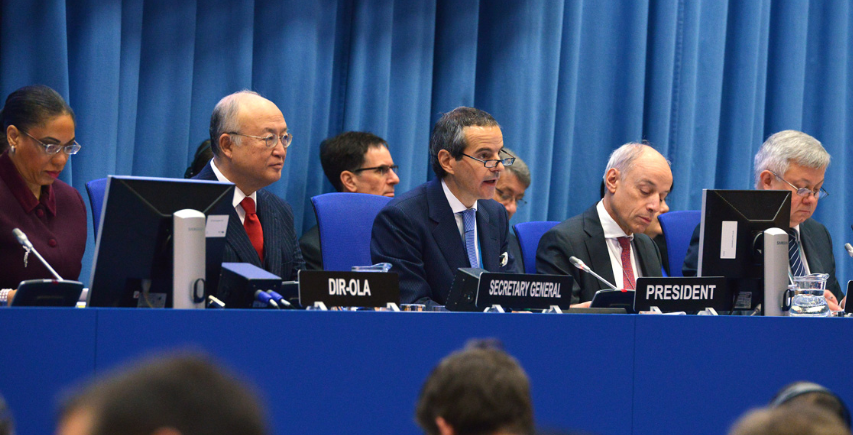 DIR-OLA
SECRETARY GENERAL
PRESIDENT